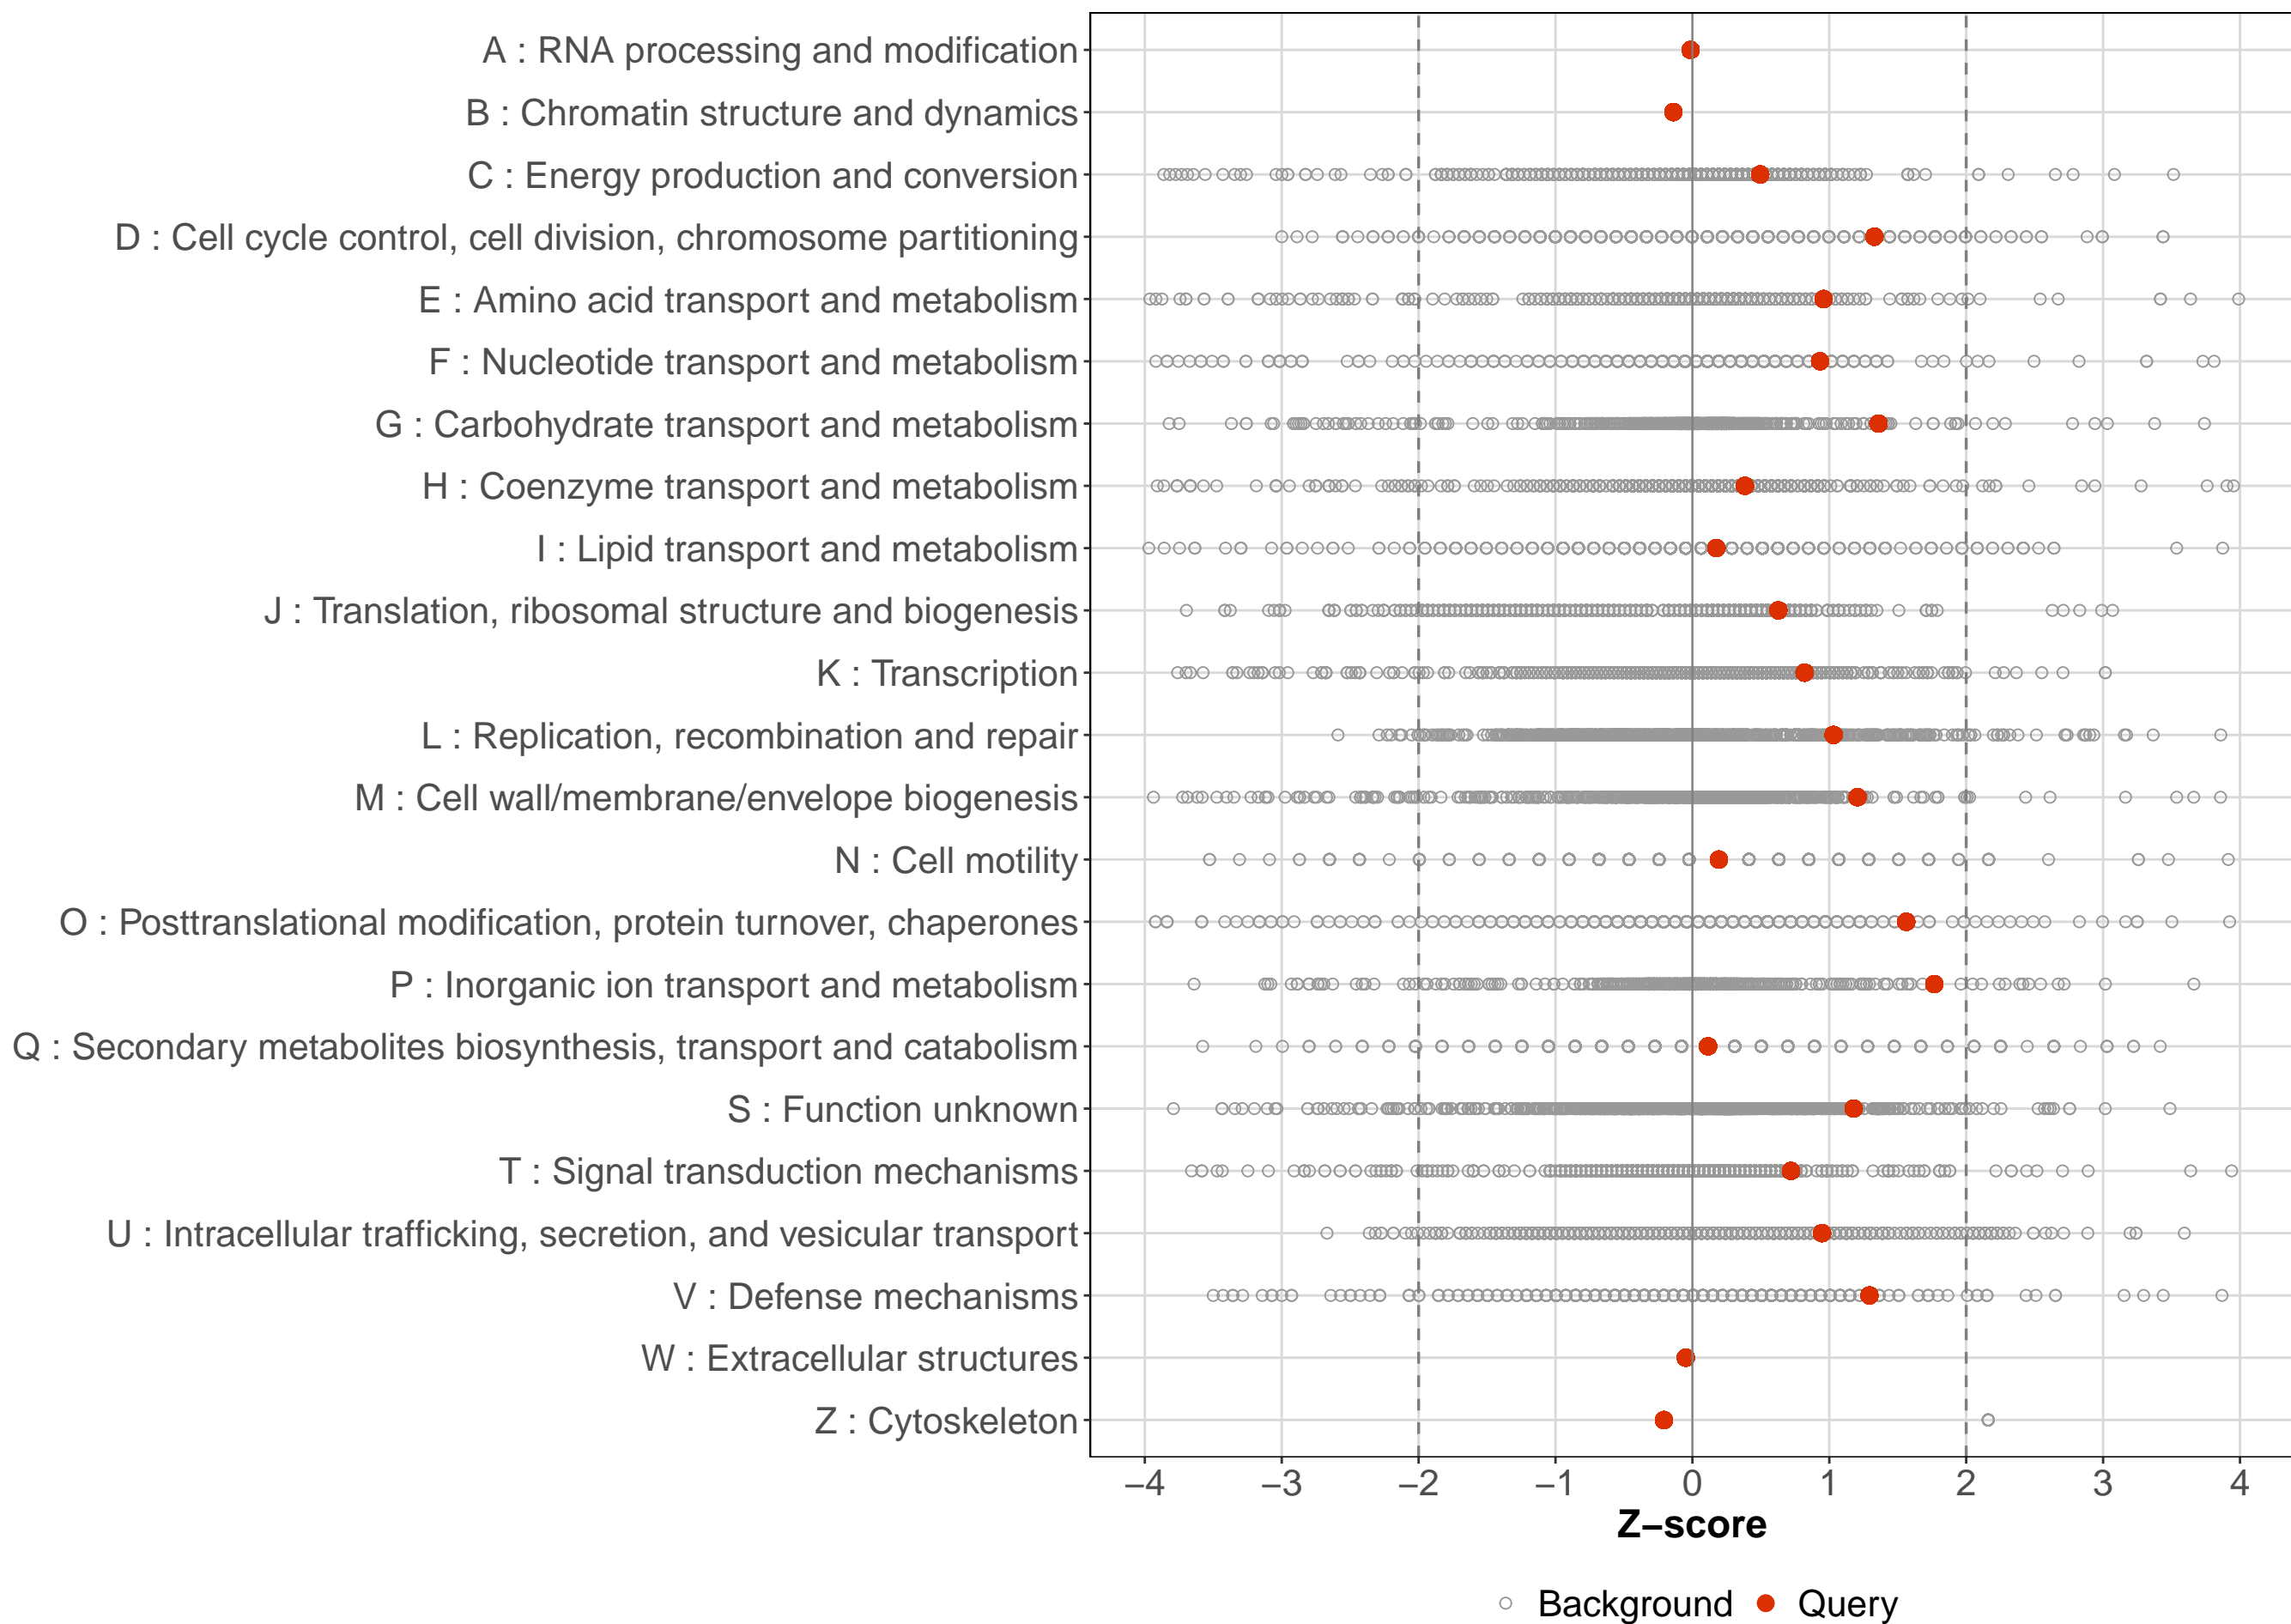 A : RNA processing and modification
B : Chromatin structure and dynamics
C : Energy production and conversion
D : Cell cycle control, cell division, chromosome partitioning
E : Amino acid transport and metabolism
F : Nucleotide transport and metabolism
G : Carbohydrate transport and metabolism
H : Coenzyme transport and metabolism
I : Lipid transport and metabolism
J : Translation, ribosomal structure and biogenesis
K : Transcription
L : Replication, recombination and repair
M : Cell wall/membrane/envelope biogenesis
N : Cell motility
O : Posttranslational modification, protein turnover, chaperones
P : Inorganic ion transport and metabolism
Q : Secondary metabolites biosynthesis, transport and catabolism
S : Function unknown
T : Signal transduction mechanisms
U : Intracellular trafficking, secretion, and vesicular transport
V : Defense mechanisms
W : Extracellular structures
Z : Cytoskeleton
−4 −3 −2 −1 0 1 2 3 4
Z−score
Background Query